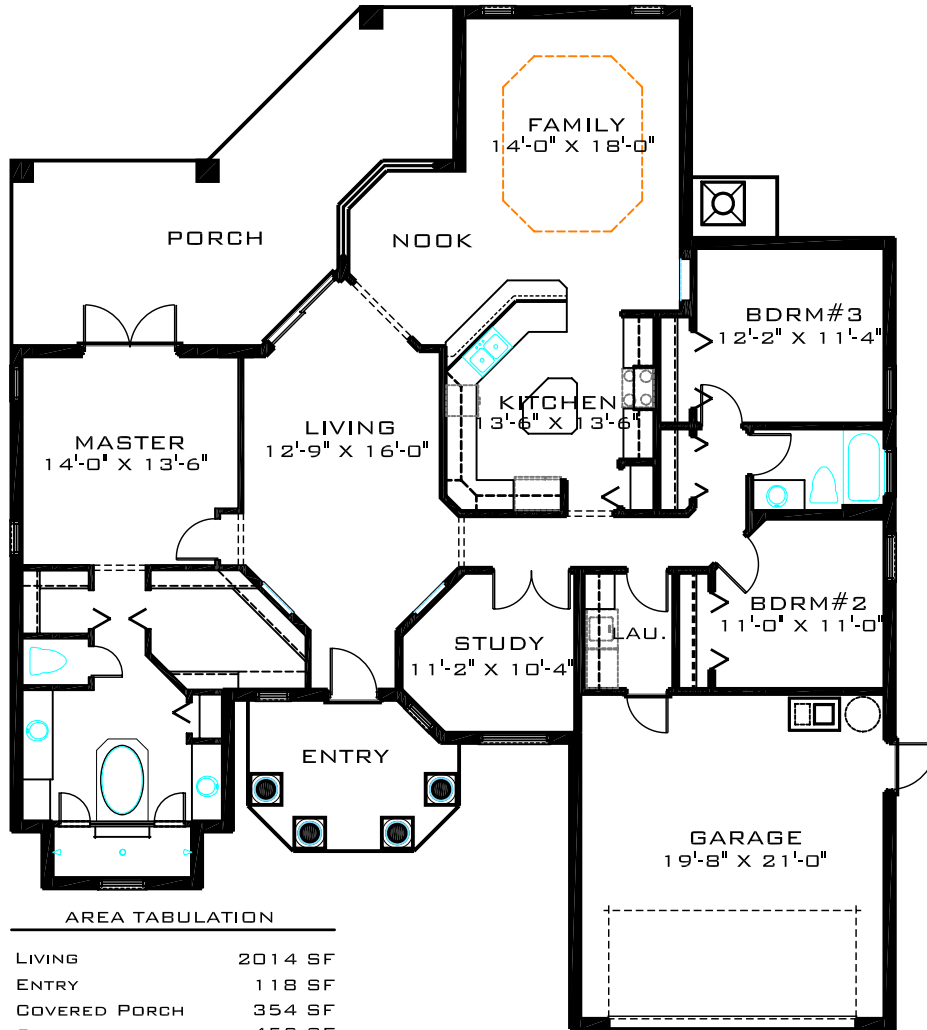 FAMILY
14'-0" X 18'-0"
PORCH
NOOK
BDRM#3
12'-2" X 11'-4"
KITCHEN
13'-6" X 13'-6"
LIVING
12'-9" X 16'-0"
MASTER
14'-0" X 13'-6"
BDRM#2
11'-0" X 11'-0"
LAU.
STUDY
11'-2" X 10'-4"
ENTRY
GARAGE
19'-8" X 21'-0"
AREA TABULATION
LIVING 2014 SF
ENTRY 118 SF
COVERED PORCH 354 SF